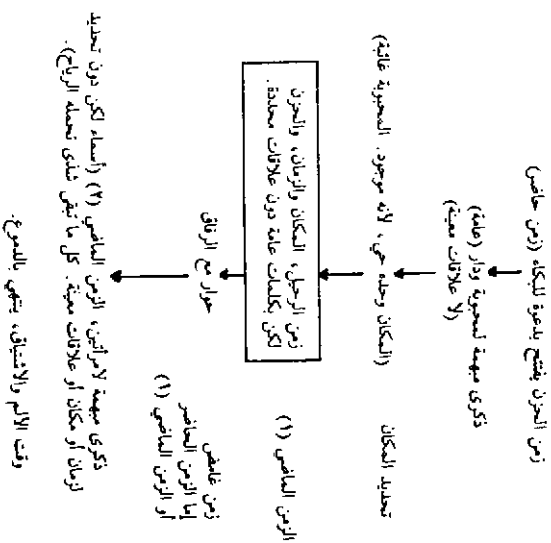 زمن الحزن يفتتح بدعوة للبكاء (زمن حاضر)
ذكرى مبهمة لمحبوبة ودار (عامة)
(لا علاقات معينة)
تحديد المكان
(المكان وحده حي، لأنه موجود. المحبوبة غائبة)
الزمن الماضي (١)
زمن الرحيل، المكان والزمان، والحزن
لكن بكلمات عامة دون علاقات محددة.
زمن غامض
إما الزمن الحاضر
أو الزمن الماضي (١)
حوار مع الرفاق
ذكرى مبهمة لامرأتين، الزمن الماضي (٢) (أسماء لكن دون تحديد
لزمان أو مكان أو علاقات معينة. كل ما تبقى شذى تحمله الرياح).
وقت الألم والاشتياق، ينتهي بالدموع.